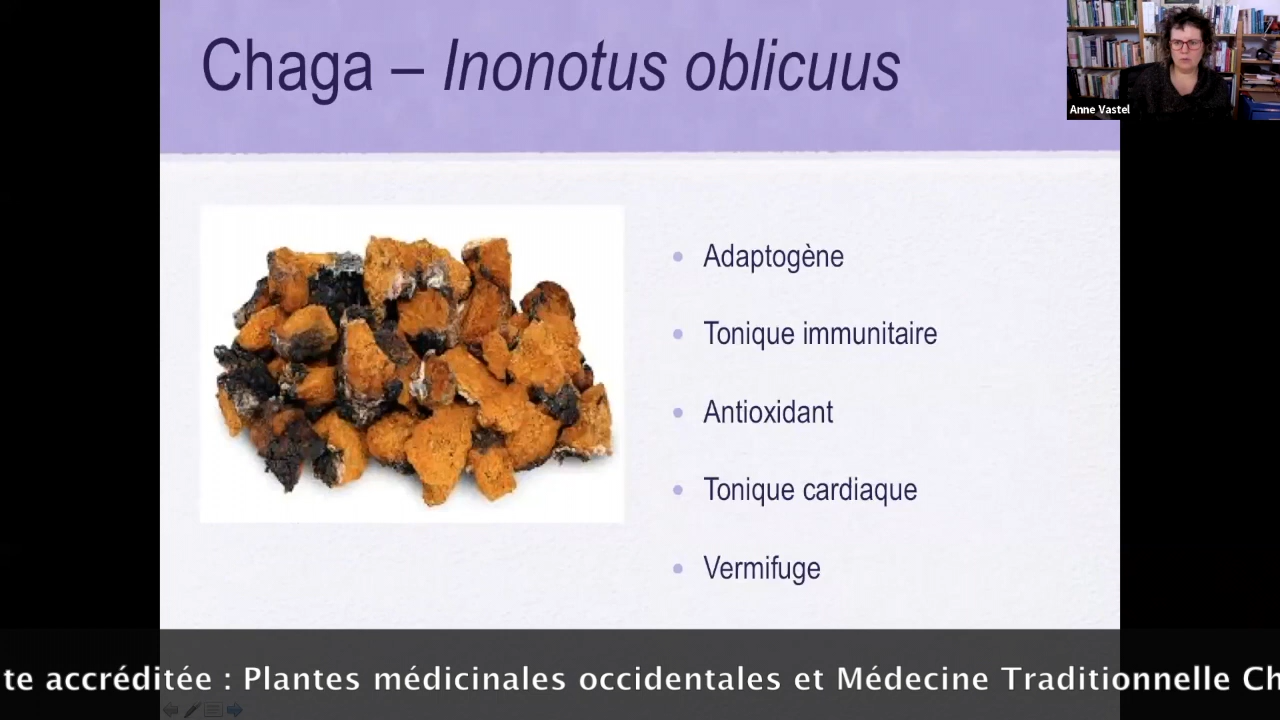 Chaga – Inonotus oblicuus
Anne Vastel
• Adaptogène
• Tonique immunitaire
• Antioxidant
• Tonique cardiaque
• Vermifuge
te accréditée : Plantes médicinales occidentales et Médecine Traditionnelle Ch